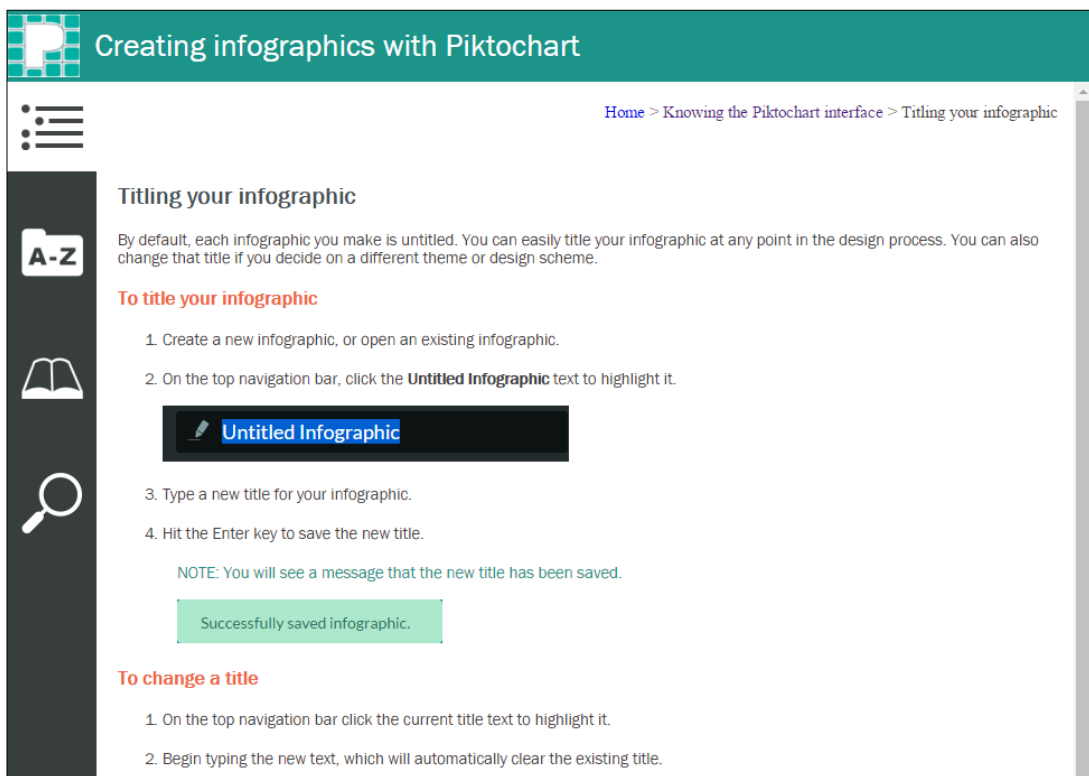 P
Creating infographics with Piktochart
Home > Knowing the Piktochart interface > Titling your infographic
Titling your infographic
By default, each infographic you make is untitled. You can easily title your infographic at any point in the design process. You can also
change that title if you decide on a different theme or design scheme.
A-Z
To title your infographic
1. Create a new infographic, or open an existing infographic.
2. On the top navigation bar, click the Untitled Infographic text to highlight it.
Untitled Infographic
3. Type a new title for your infographic.
4. Hit the Enter key to save the new title.
NOTE: You will see a message that the new title has been saved.
Successfully saved infographic.
To change a title
1. On the top navigation bar click the current title text to highlight it.
2. Begin typing the new text, which will automatically clear the existing title.